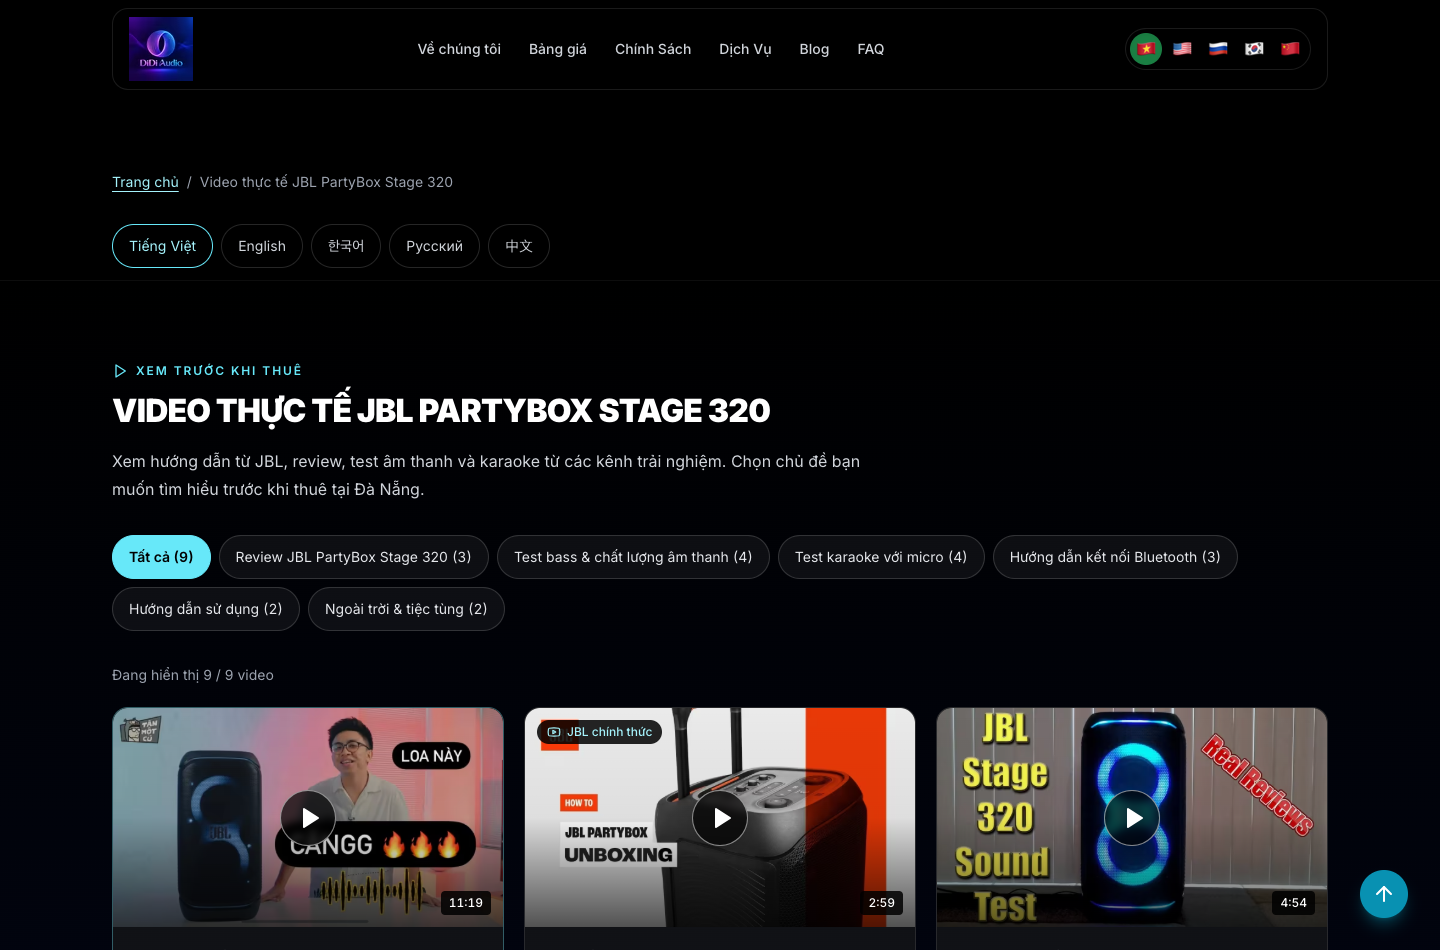 DiDi Audio
Về chúng tôi
Bảng giá
Chính Sách
Dịch Vụ
Blog
FAQ
Trang chủ / Video thực tế JBL PartyBox Stage 320
Tiếng Việt
English
한국어
Русский
中文
XEM TRƯỚC KHI THUÊ
VIDEO THỰC TẾ JBL PARTYBOX STAGE 320
Xem hướng dẫn từ JBL, review, test âm thanh và karaoke từ các kênh trải nghiệm. Chọn chủ đề bạn
muốn tìm hiểu trước khi thuê tại Đà Nẵng.
Tất cả (9)
Review JBL PartyBox Stage 320 (3)
Test bass & chất lượng âm thanh (4)
Test karaoke với micro (4)
Hướng dẫn kết nối Bluetooth (3)
Hướng dẫn sử dụng (2)
Ngoài trời & tiệc tùng (2)
Đang hiển thị 9 / 9 video
TÂN
MỘT
CÚ
LOA NÀY
JBL
CĂNGG 🔥🔥🔥
11:19
JBL chính thức
HOW TO
JBL PARTYBOX
UNBOXING
2:59
JBL
Stage
320
Sound
Test
Real Reviews
4:54